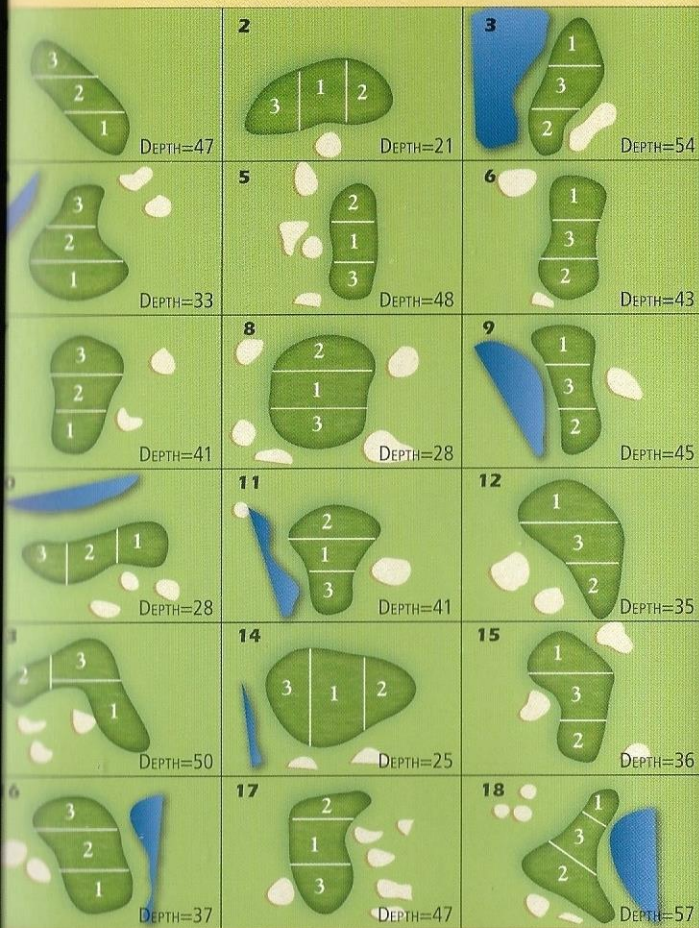 3
2
1
DEPTH=47
2
3 1 2
DEPTH=21
3
1
3
2
DEPTH=54
3
2
1
DEPTH=33
5
2
1
3
DEPTH=48
6
1
3
2
DEPTH=43
3
2
1
DEPTH=41
8
2
1
3
DEPTH=28
9
1
3
2
DEPTH=45
0
3 2 1
DEPTH=28
11
2
1
3
DEPTH=41
12
1
3
2
DEPTH=35
3
2 3
1
DEPTH=50
14
3 1 2
DEPTH=25
15
1
3
2
DEPTH=36
6
3
2
1
DEPTH=37
17
2
1
3
DEPTH=47
18
1
3
2
DEPTH=57